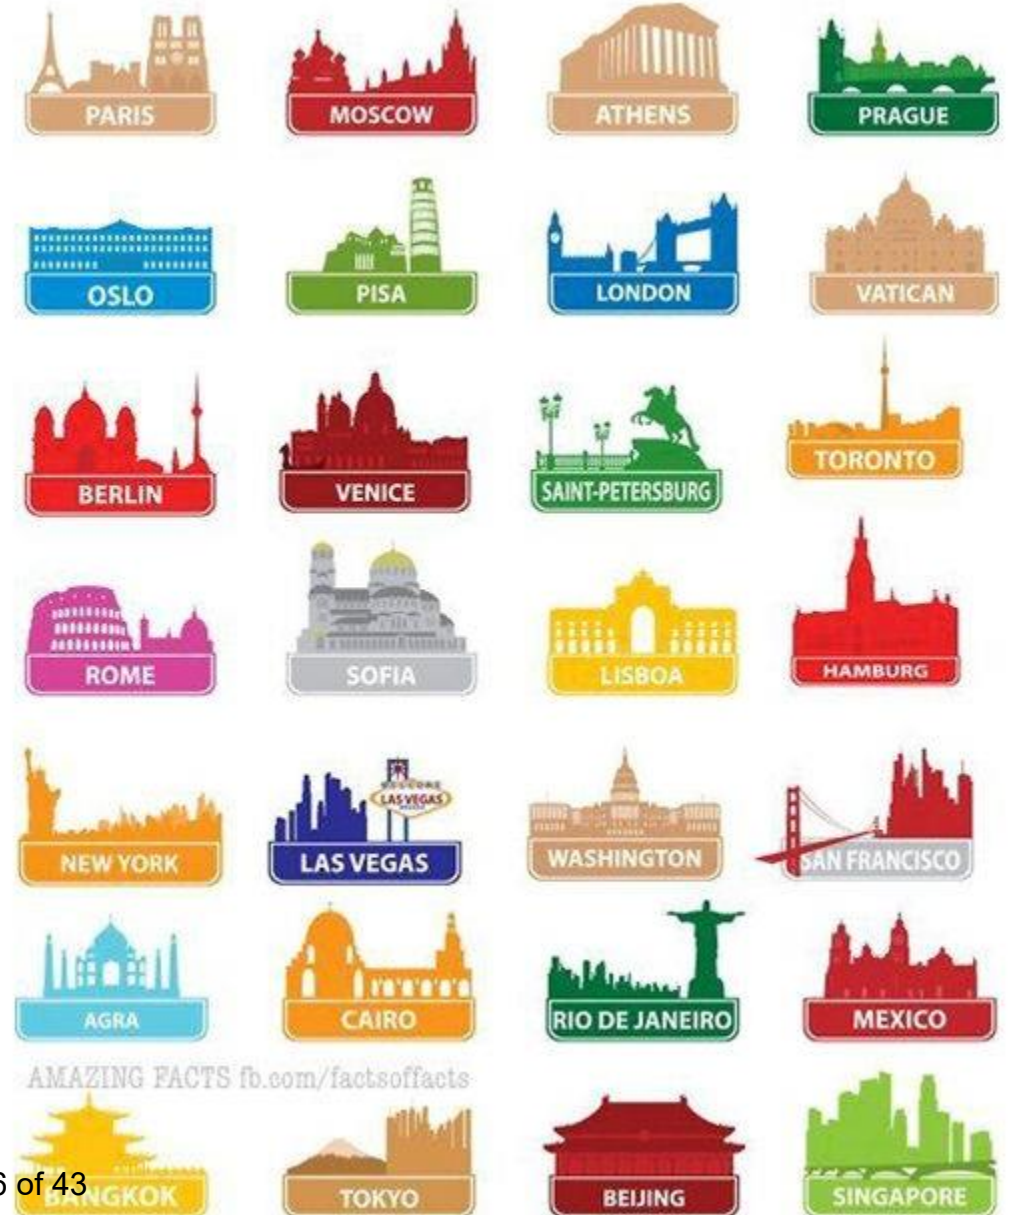 PARIS
MOSCOW
ATHENS
PRAGUE
OSLO
PISA
LONDON
VATICAN
BERLIN
VENICE
SAINT-PETERSBURG
TORONTO
ROME
SOFIA
LISBOA
HAMBURG
NEW YORK
WELCOME
LAS VEGAS
LAS VEGAS
WASHINGTON
SAN FRANCISCO
AGRA
CAIRO
RIO DE JANEIRO
MEXICO
AMAZING FACTS fb.com/factsoffacts
6 of 43
BANGKOK
TOKYO
BEIJING
SINGAPORE